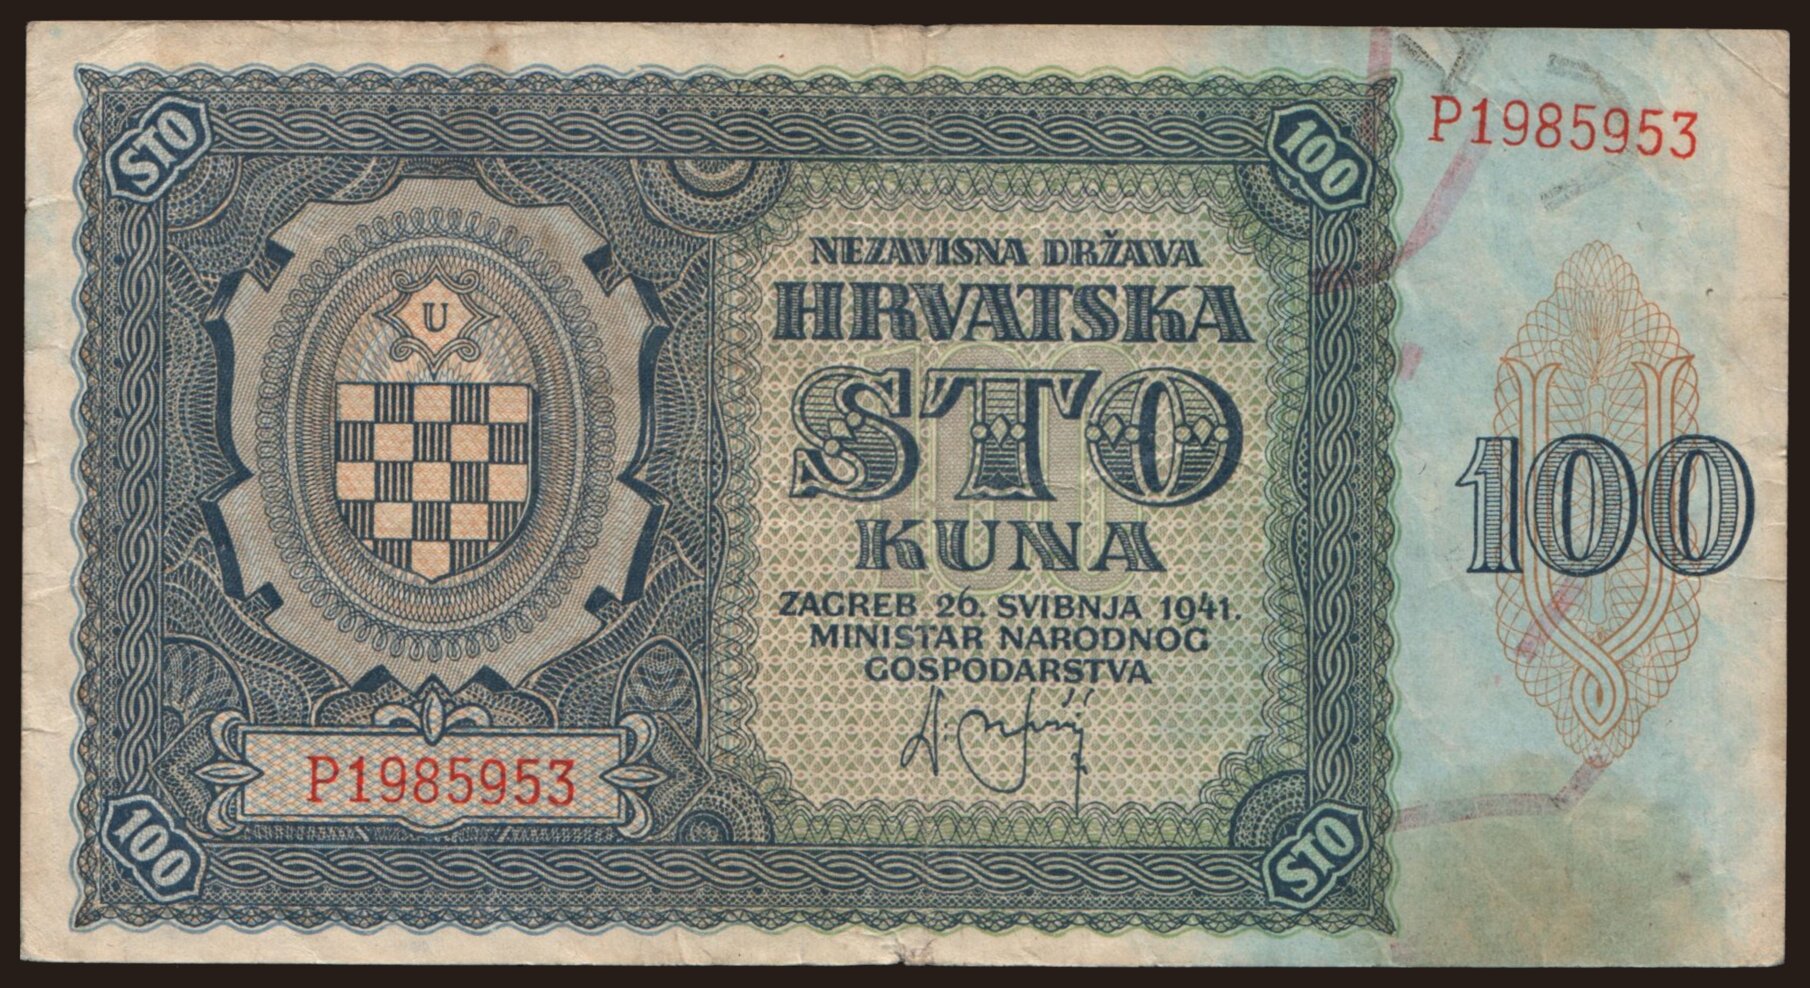 STO
100
P1985953
U
NEZAVISNA DRŽAVA
HRVATSKA
STO
100
KUNA
ZAGREB 26. SVIBNJA 1941.
MINISTAR NARODNOG
GOSPODARSTVA
U
100
P1985953
100
STO